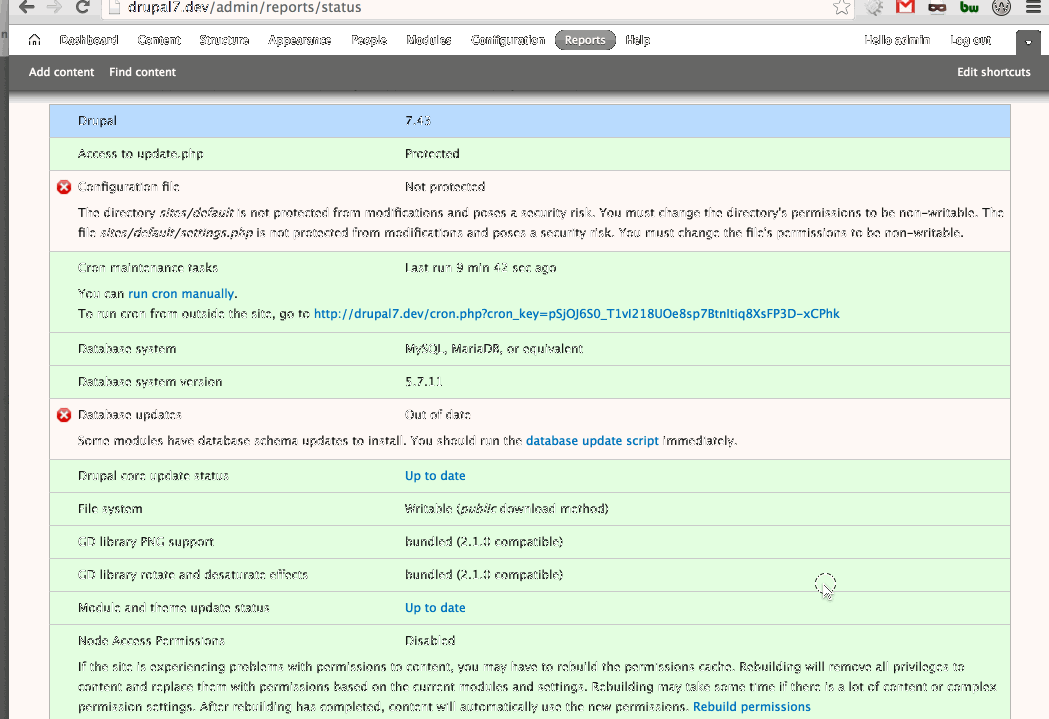 drupal7.dev/admin/reports/status
Dashboard Content Structure Appearance People Modules Configuration Reports Help Hello admin Log out
Add content Find content Edit shortcuts
Drupal 7.43
Access to update.php Protected
Configuration file Not protected
The directory sites/default is not protected from modifications and poses a security risk. You must change the directory's permissions to be non-writable. The
file sites/default/settings.php is not protected from modifications and poses a security risk. You must change the file's permissions to be non-writable.
Cron maintenance tasks Last run 9 min 42 sec ago
You can run cron manually.
To run cron from outside the site, go to http://drupal7.dev/cron.php?cron_key=pSjOJ6S0_T1vI218UOe8sp7BtnItiq8XsFP3D-xCPhk
Database system MySQL, MariaDB, or equivalent
Database system version 5.7.11
Database updates Out of date
Some modules have database schema updates to install. You should run the database update script immediately.
Drupal core update status Up to date
File system Writable (public download method)
GD library PNG support bundled (2.1.0 compatible)
GD library rotate and desaturate effects bundled (2.1.0 compatible)
Module and theme update status Up to date
Node Access Permissions Disabled
If the site is experiencing problems with permissions to content, you may have to rebuild the permissions cache. Rebuilding will remove all privileges to
content and replace them with permissions based on the current modules and settings. Rebuilding may take some time if there is a lot of content or complex
permission settings. After rebuilding has completed, content will automatically use the new permissions. Rebuild permissions